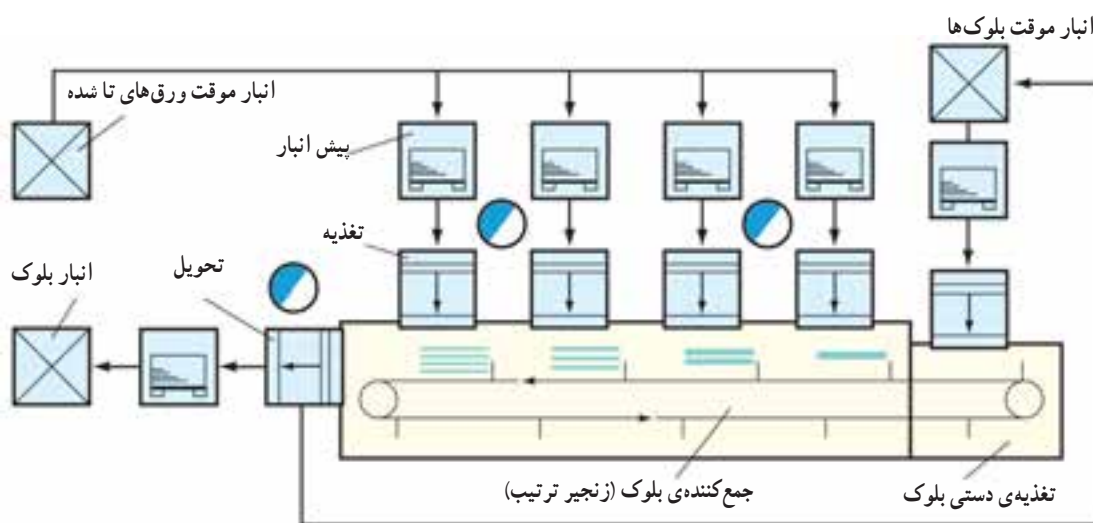 انبار موقت بلوک‌ها
انبار موقت ورق‌های تا شده
پیش انبار
تغذیه
تحویل
انبار بلوک
جمع‌کننده‌ی بلوک (زنجیر ترتیب)
تغذیه‌ی دستی بلوک